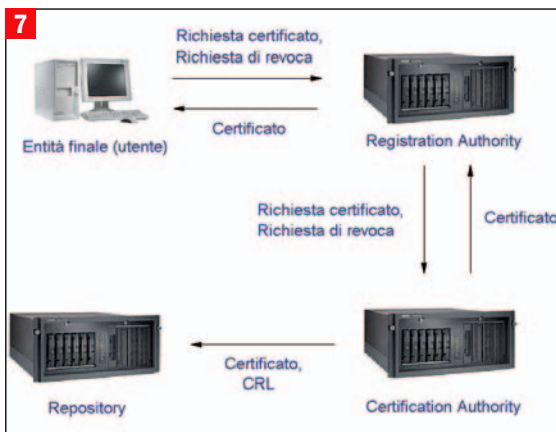 7
Richiesta certificato,
Richiesta di revoca
Certificato
Entità finale (utente)
Registration Authority
Richiesta certificato,
Richiesta di revoca
Certificato
Certificato,
CRL
Repository
Certification Authority